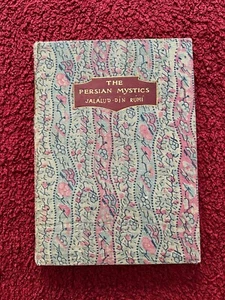 THE
PERSIAN MYSTICS
JALALU'D-DIN RUMI